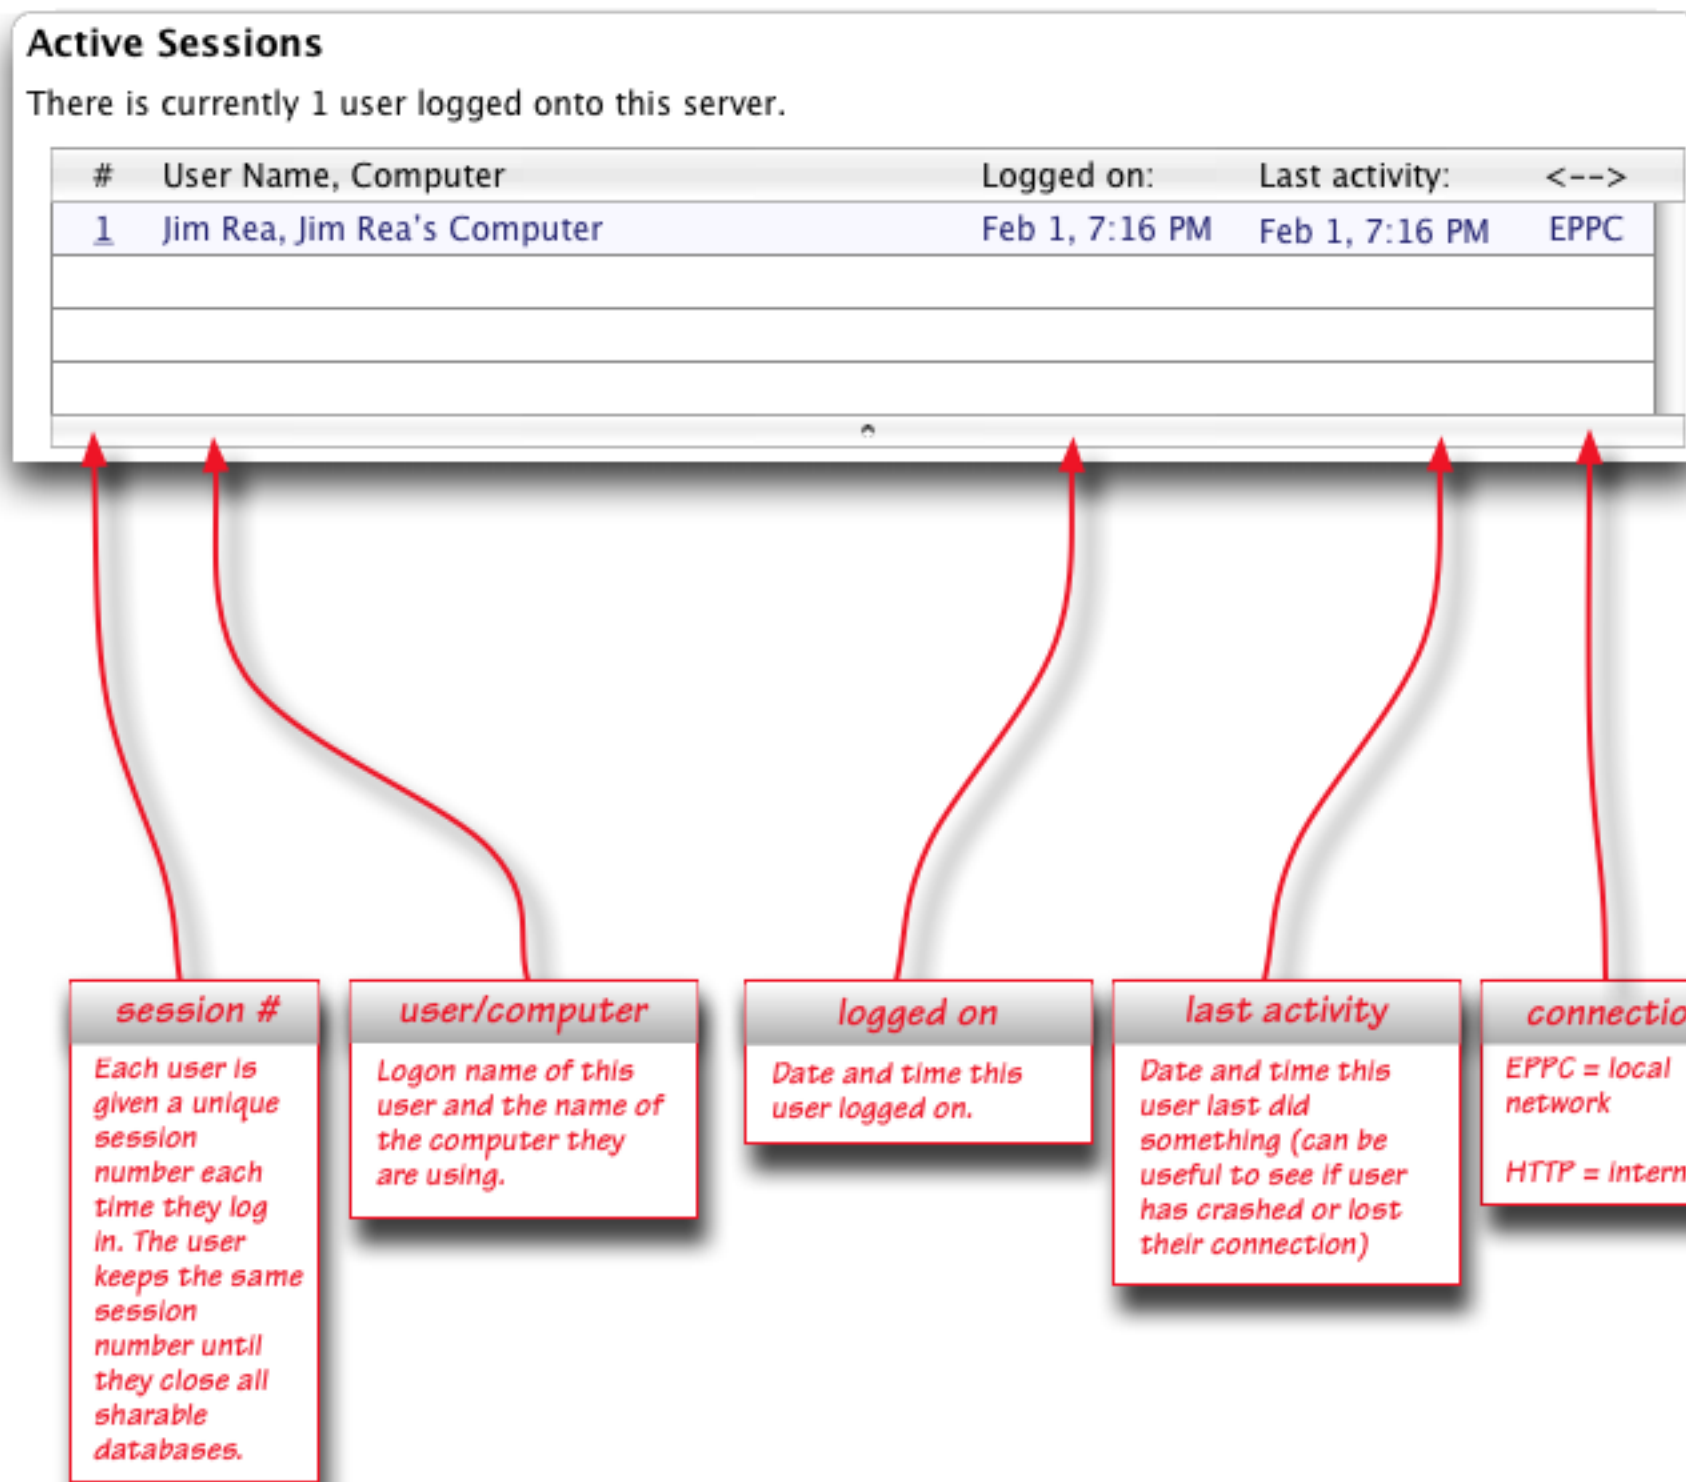 Active Sessions
There is currently 1 user logged onto this server.
# User Name, Computer Logged on: Last activity: <-->
1 Jim Rea, Jim Rea's Computer Feb 1, 7:16 PM Feb 1, 7:16 PM EPPC
session #
Each user is
given a unique
session
number each
time they log
in. The user
keeps the same
session
number until
they close all
sharable
databases.
user/computer
Logon name of this
user and the name of
the computer they
are using.
logged on
Date and time this
user logged on.
last activity
Date and time this
user last did
something (can be
useful to see if user
has crashed or lost
their connection)
connectio
EPPC = local
network
HTTP = intern